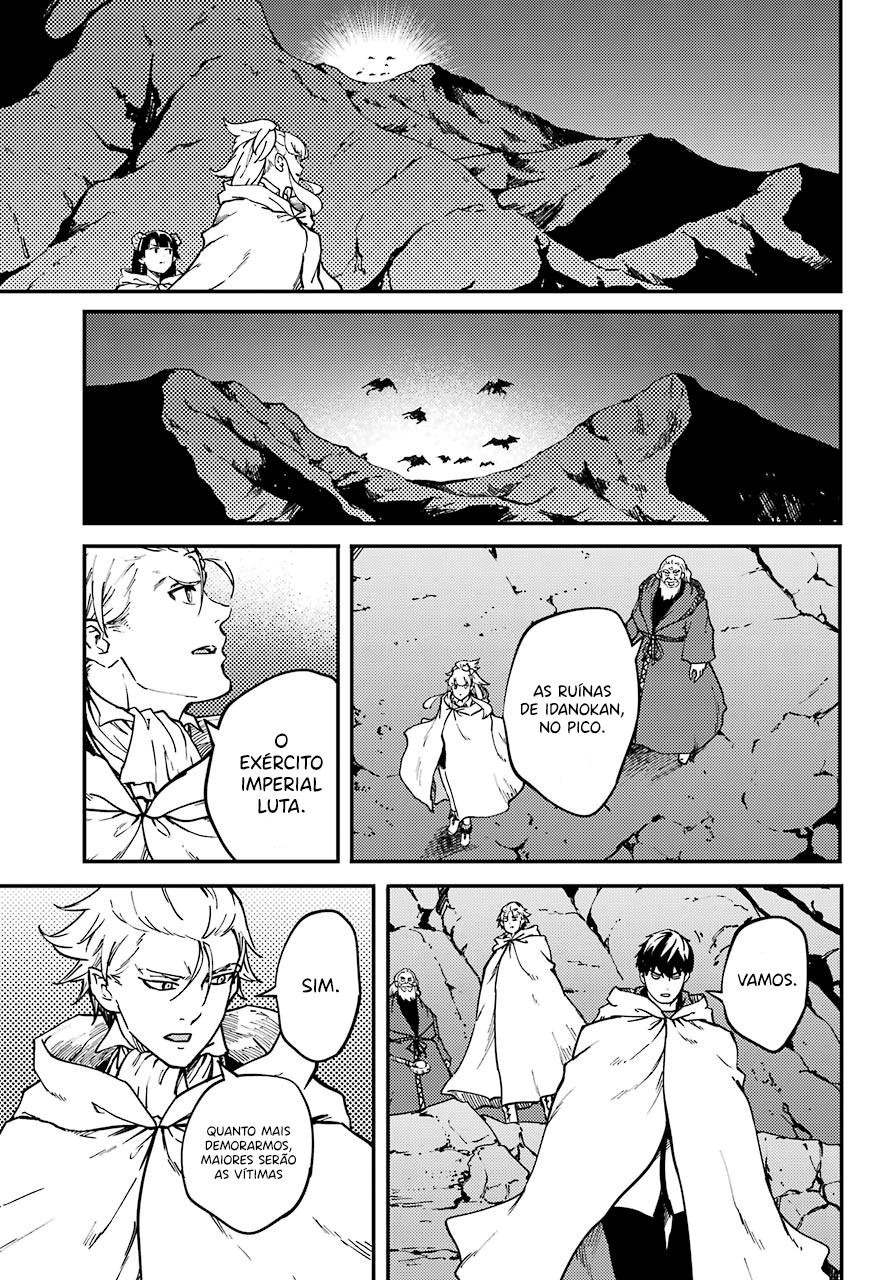 AS RUÍNAS
DE IDANOKAN,
NO PICO.
O
EXÉRCITO
IMPERIAL
LUTA.
VAMOS.
SIM.
QUANTO MAIS
DEMORARMOS,
MAIORES SERÃO
AS VÍTIMAS